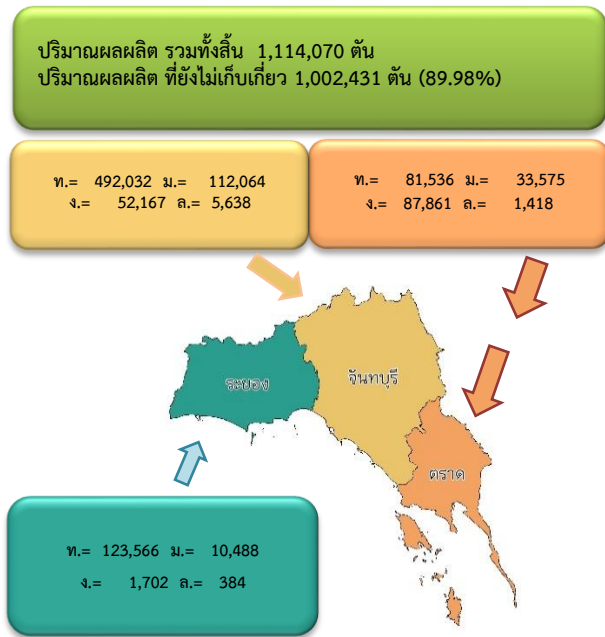 ปริมาณผลผลิต รวมทั้งสิ้น 1,114,070 ตัน
ปริมาณผลผลิต ที่ยังไม่เก็บเกี่ยว 1,002,431 ตัน (89.98%)
ท.= 492,032 ม.= 112,064
ง.= 52,167 ล.= 5,638
ท.= 81,536 ม.= 33,575
ง.= 87,861 ล.= 1,418
ระยอง
จันทบุรี
ตราด
ท.= 123,566 ม.= 10,488
ง.= 1,702 ล.= 384